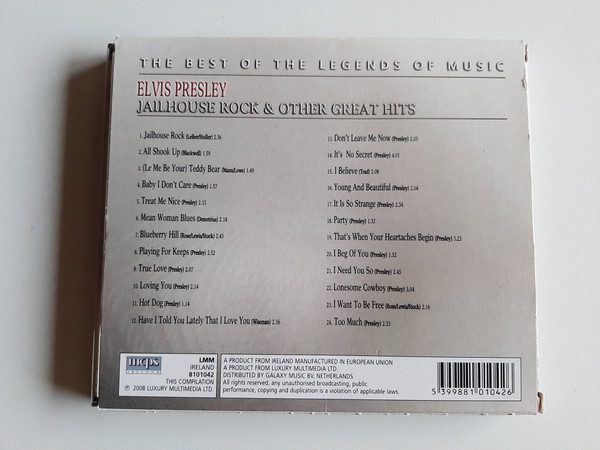 THE BEST OF THE LEGENDS OF MUSIC
ELVIS PRESLEY
JAILHOUSE ROCK & OTHER GREAT HITS
1. Jailhouse Rock (Leiber/Stoller) 2.36
2. All Shook Up (Blackwell) 1.59
3. (Le Me Be Your) Teddy Bear (Mann/Lowe) 1.49
4. Baby I Don't Care (Presley) 1.57
5. Treat Me Nice (Presley) 2.15
6. Mean Woman Blues (Demetrius) 2.18
7. Blueberry Hill (Rose/Lewis/Stock) 2.43
8. Playing For Keeps (Presley) 2.52
9. True Love (Presley) 2.07
10. Loving You (Presley) 2.14
11. Hot Dog (Presley) 1.14
12. Have I Told You Lately That I Love You (Wiseman) 2.36
13. Don't Leave Me Now (Presley) 2.05
14. It's No Secret (Presley) 4.01
15. I Believe (Trad) 2.08
16. Young And Beautiful (Presley) 2.04
17. It Is So Strange (Presley) 2.34
18. Party (Presley) 1.32
19. That's When Your Heartaches Begin (Presley) 3.23
20. I Beg Of You (Presley) 1.52
21. I Need You So (Presley) 2.45
22. Lonesome Cowboy (Presley) 3.04
23. I Want To Be Free (Rose/Lewis/Stock) 2.16
24. Too Much (Presley) 2.33
mcps
IRELAND
LMM
IRELAND
8101042
THIS COMPILATION
℗ 2008 LUXURY MULTIMEDIA LTD.
A PRODUCT FROM IRELAND MANUFACTURED IN EUROPEAN UNION
A PRODUCT FROM LUXURY MULTIMEDIA LTD.
DISTRIBUTED BY GALAXY MUSIC BV, NETHERLANDS
All rights reserved, any unauthorised broadcasting, public
performance, copying and duplication is a violation of applicable laws.
5 399881 010426